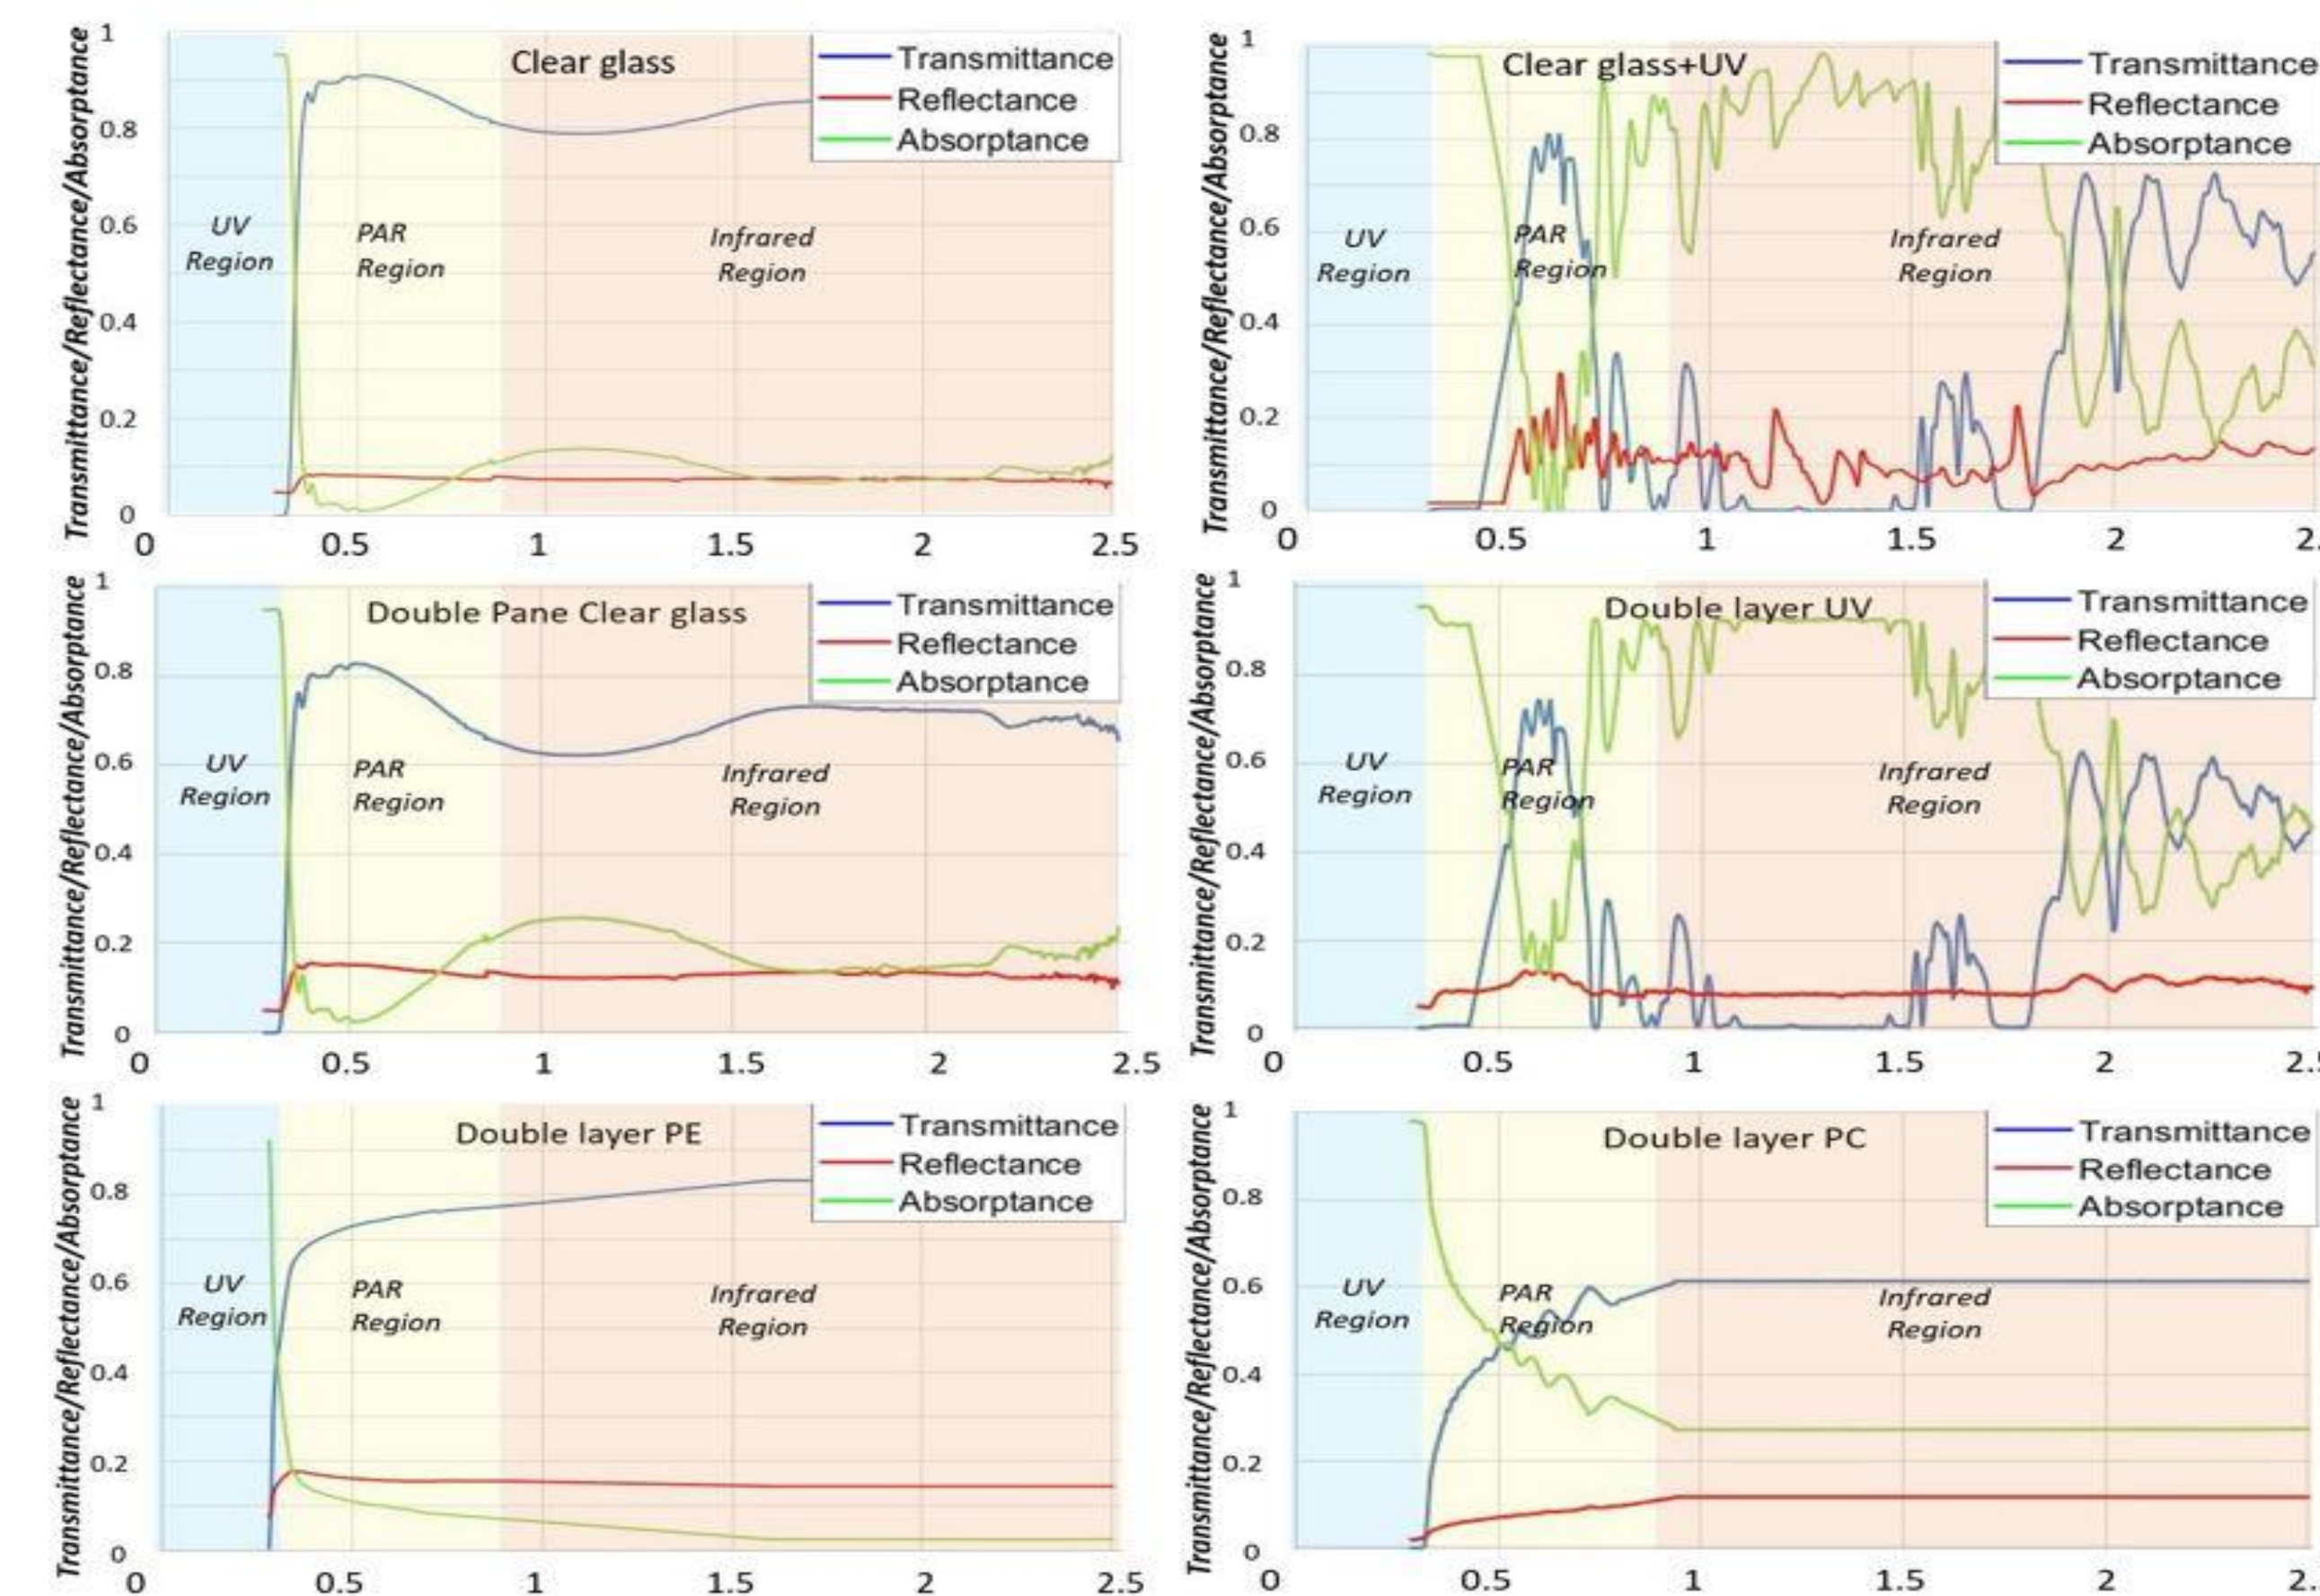 Transmittance/Reflectance/Absorptance
1
0.8
0.6
0.4
0.2
0
Clear glass
Transmittance
Reflectance
Absorptance
UV
Region
PAR
Region
Infrared
Region
0 0.5 1 1.5 2 2.5
Transmittance/Reflectance/Absorptance
1
0.8
0.6
0.4
0.2
0
Clear glass+UV
Transmittance
Reflectance
Absorptance
UV
Region
PAR
Region
Infrared
Region
0 0.5 1 1.5 2 2.
Transmittance/Reflectance/Absorptance
1
0.8
0.6
0.4
0.2
0
Double Pane Clear glass
Transmittance
Reflectance
Absorptance
UV
Region
PAR
Region
Infrared
Region
0 0.5 1 1.5 2 2.5
Transmittance/Reflectance/Absorptance
1
0.8
0.6
0.4
0.2
0
Double layer UV
Transmittance
Reflectance
Absorptance
UV
Region
PAR
Region
Infrared
Region
0 0.5 1 1.5 2 2.5
Transmittance/Reflectance/Absorptance
1
0.8
0.6
0.4
0.2
0
Double layer PE
Transmittance
Reflectance
Absorptance
UV
Region
PAR
Region
Infrared
Region
0 0.5 1 1.5 2 2.5
Transmittance/Reflectance/Absorptance
1
0.8
0.6
0.4
0.2
0
Double layer PC
Transmittance
Reflectance
Absorptance
UV
Region
PAR
Region
Infrared
Region
0 0.5 1 1.5 2 2.